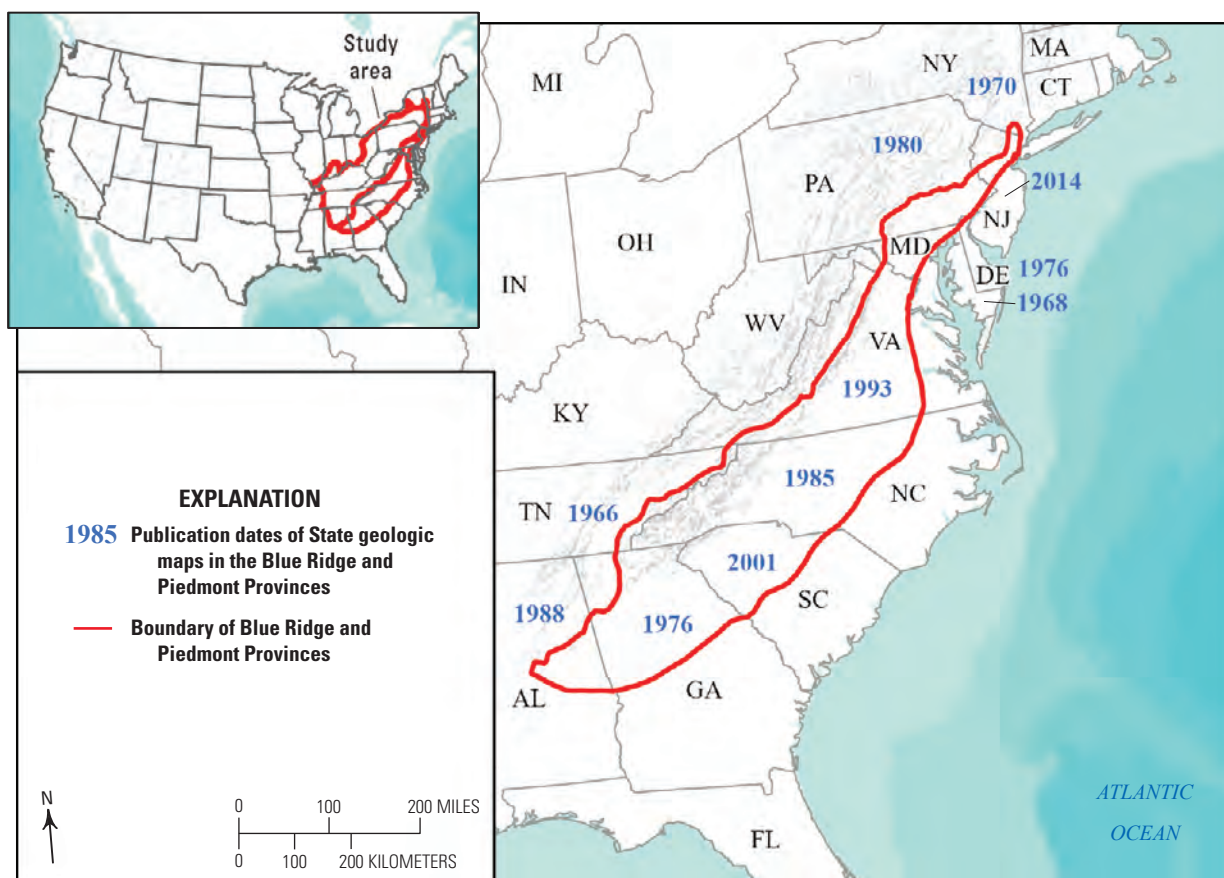 Study
area
MI
NY
MA
1970
CT
1980
PA
2014
NJ
OH
MD
IN
DE
1976
1968
WV
VA
1993
KY
1985
NC
TN
1966
2001
SC
1988
1976
AL
GA
FL
EXPLANATION
1985 Publication dates of State geologic
maps in the Blue Ridge and
Piedmont Provinces
Boundary of Blue Ridge and
Piedmont Provinces
N
0 100 200 MILES
0 100 200 KILOMETERS
ATLANTIC
OCEAN